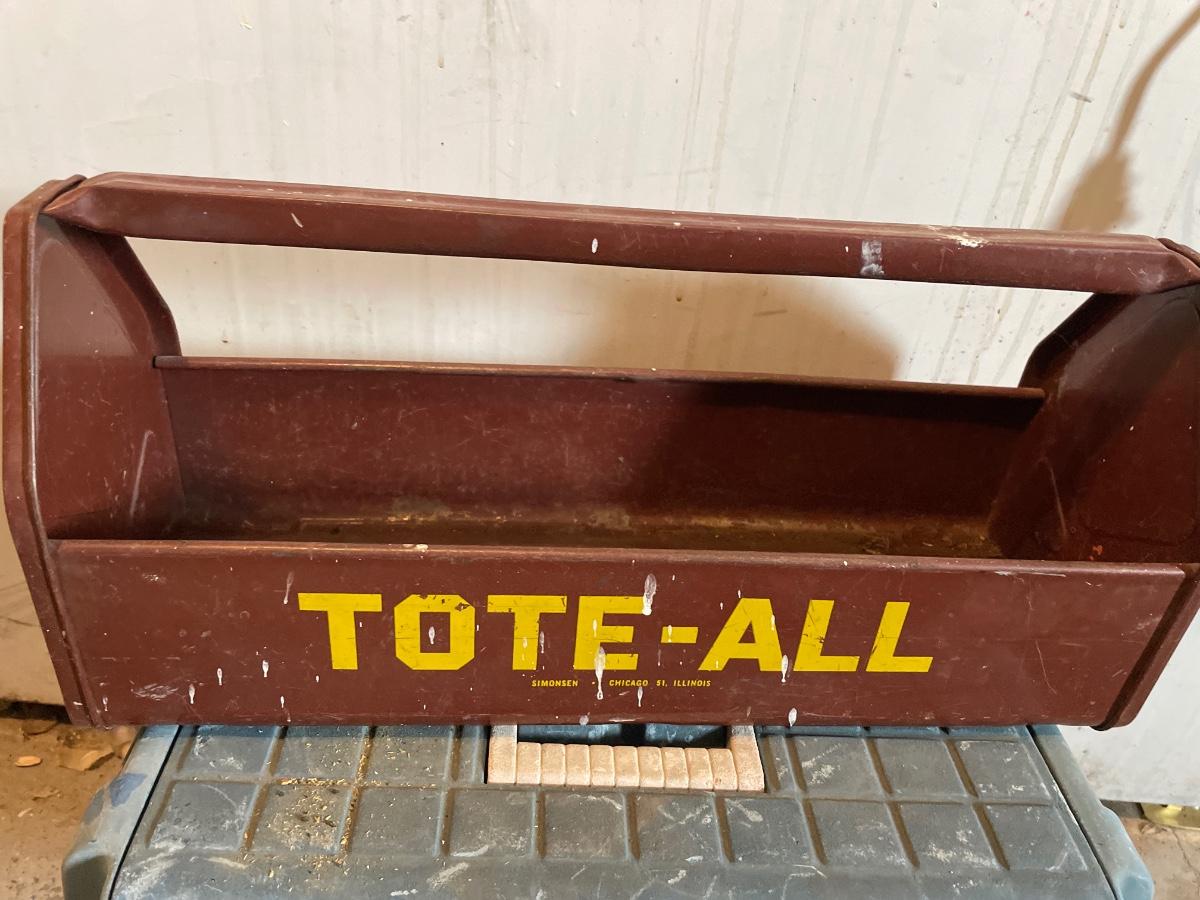 TOTE-ALL
SIMONSEN - CHICAGO 51, ILLINOIS